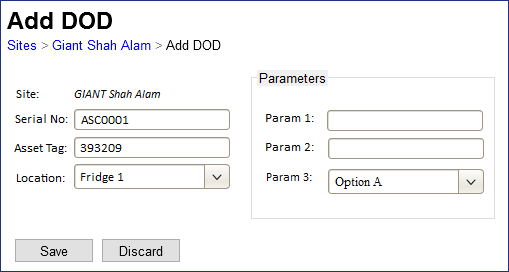 Add DOD
Sites > Giant Shah Alam > Add DOD
Site: GIANT Shah Alam
Serial No: ASC0001
Asset Tag: 393209
Location: Fridge 1
Parameters
Param 1:
Param 2:
Param 3: Option A
Save Discard